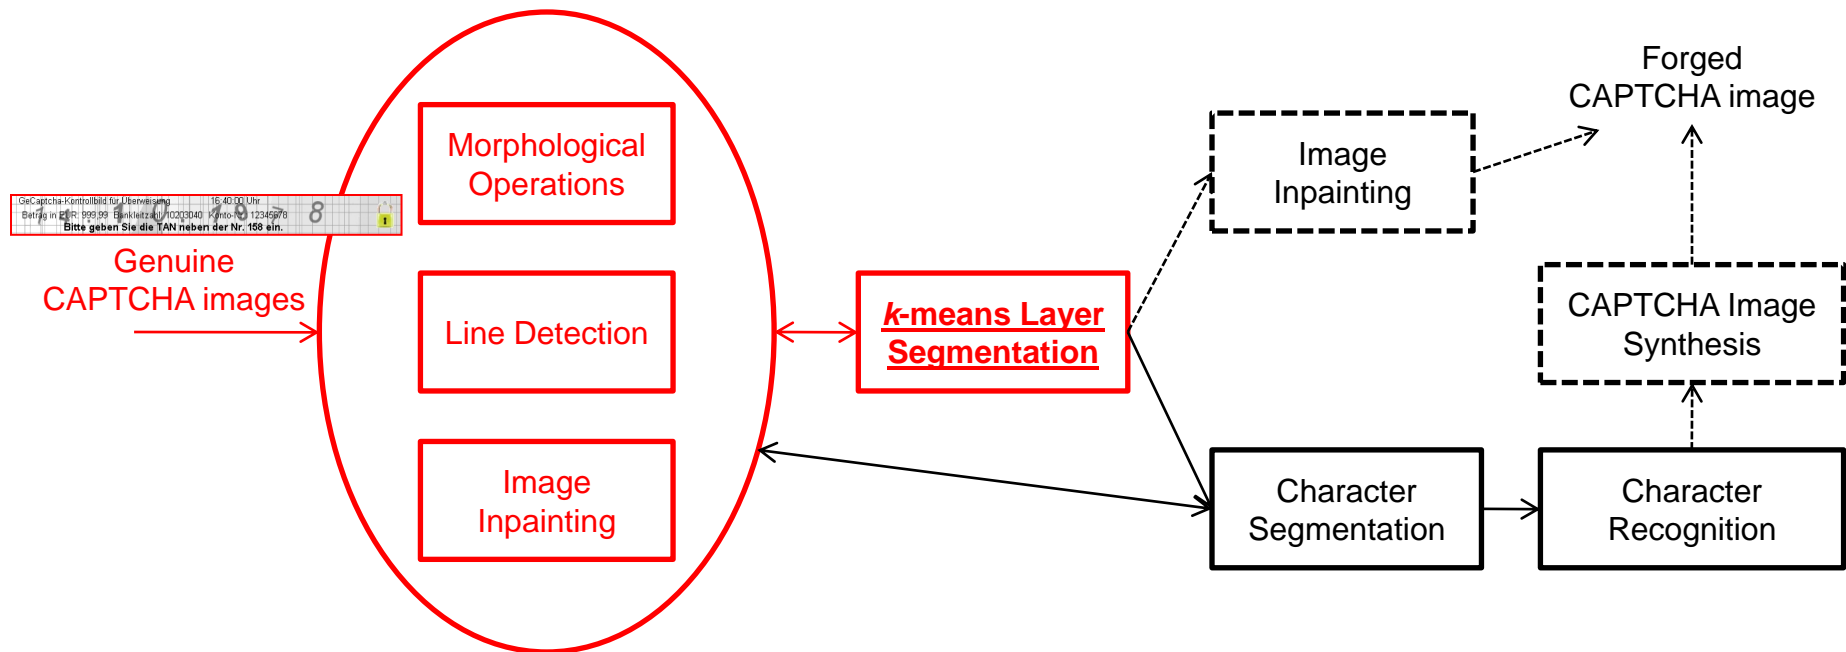 GeCaptcha-Kontrollbild für Überweisung 16:40:00 Uhr
Betrag in EUR: 999,99 Bankleitzahl: 10203040 Konto-Nr.: 12345678
Bitte geben Sie die TAN neben der Nr. 158 ein.
Genuine
CAPTCHA images
Morphological
Operations
Line Detection
Image
Inpainting
k-means Layer
Segmentation
Image
Inpainting
Forged
CAPTCHA image
CAPTCHA Image
Synthesis
Character
Segmentation
Character
Recognition